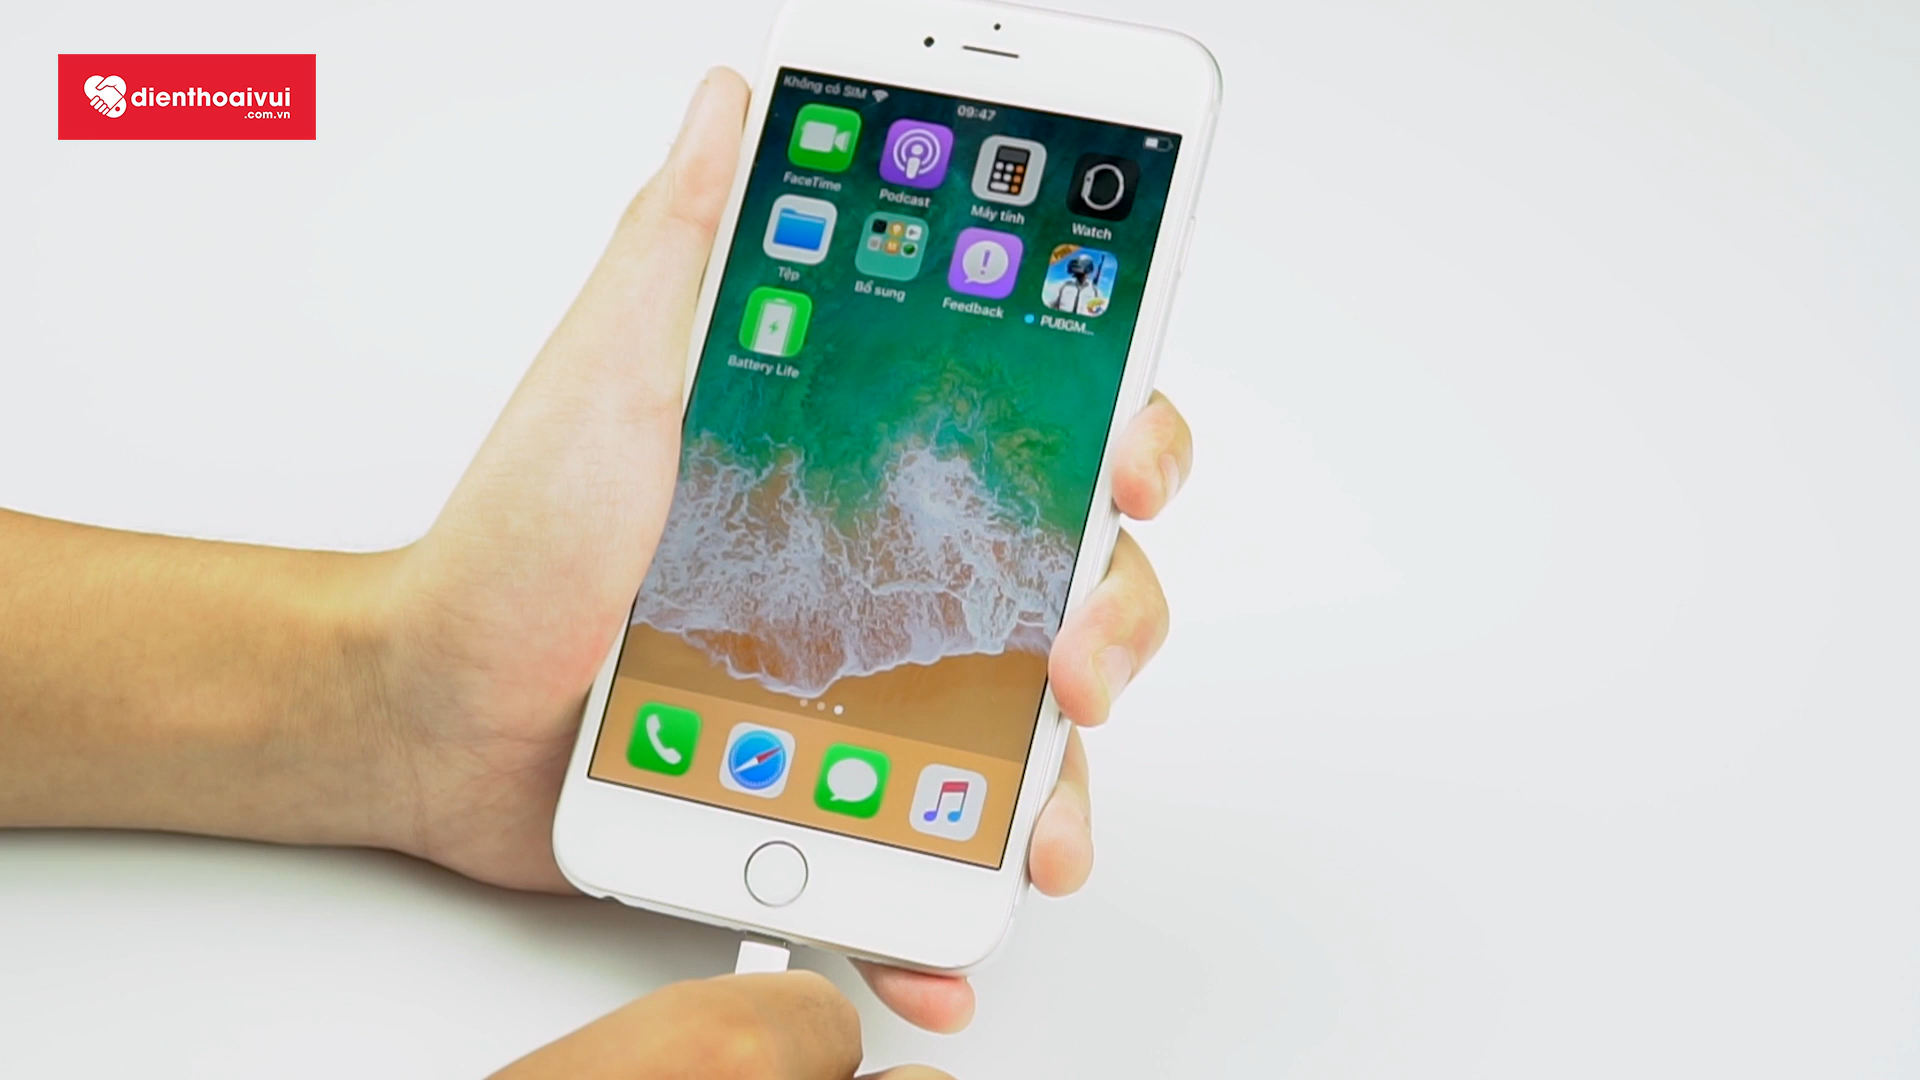 dienthoaivui
.com.vn
Không có SIM
09:47
FaceTime
Podcast
Máy tính
Watch
Tệp
Bổ sung
Feedback
PUBGM...
Battery Life